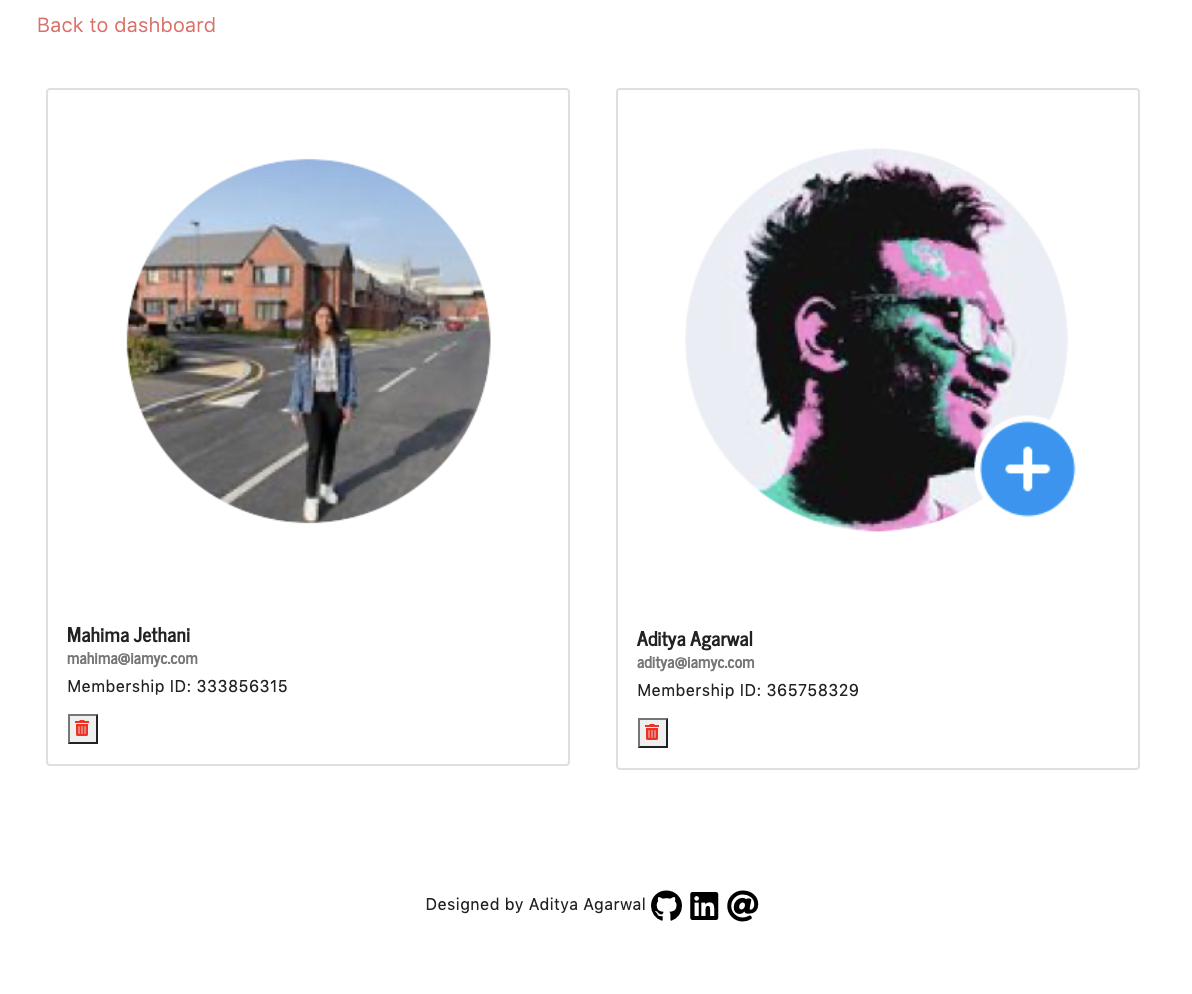 Back to dashboard
Mahima Jethani
mahima@iamyc.com
Membership ID: 333856315
Aditya Agarwal
aditya@iamyc.com
Membership ID: 365758329
Designed by Aditya Agarwal